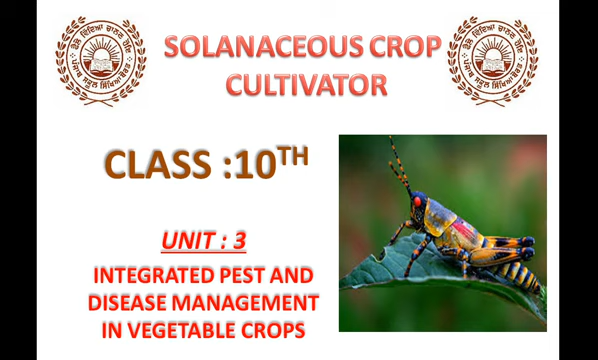 SOLANACEOUS CROP
CULTIVATOR
CLASS :10TH
UNIT : 3
INTEGRATED PEST AND
DISEASE MANAGEMENT
IN VEGETABLE CROPS